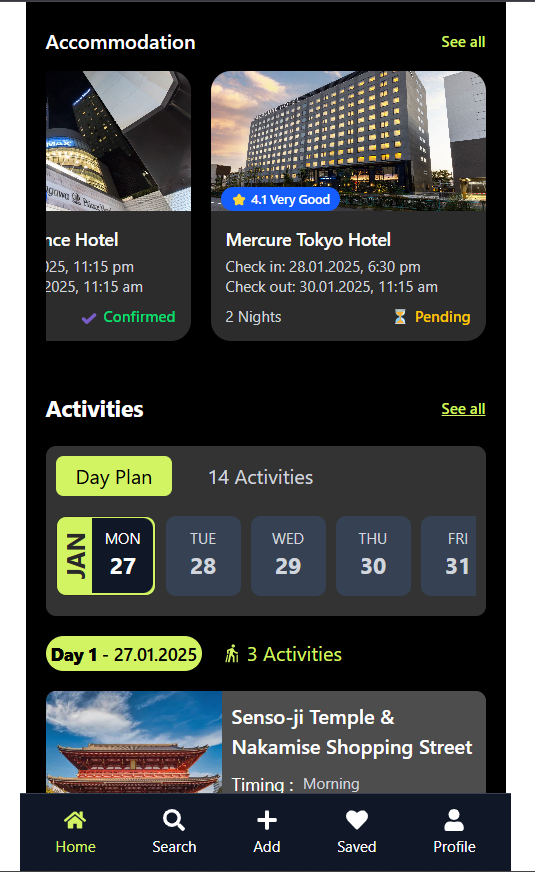 Accommodation
See all
4.1 Very Good
nce Hotel
025, 11:15 pm
2025, 11:15 am
Confirmed
Mercure Tokyo Hotel
Check in: 28.01.2025, 6:30 pm
Check out: 30.01.2025, 11:15 am
2 Nights
Pending
Activities
See all
Day Plan
14 Activities
JAN
MON
27
TUE
28
WED
29
THU
30
FRI
31
Day 1 - 27.01.2025
3 Activities
Senso-ji Temple &
Nakamise Shopping Street
Timing : Morning
Home
Search
Add
Saved
Profile